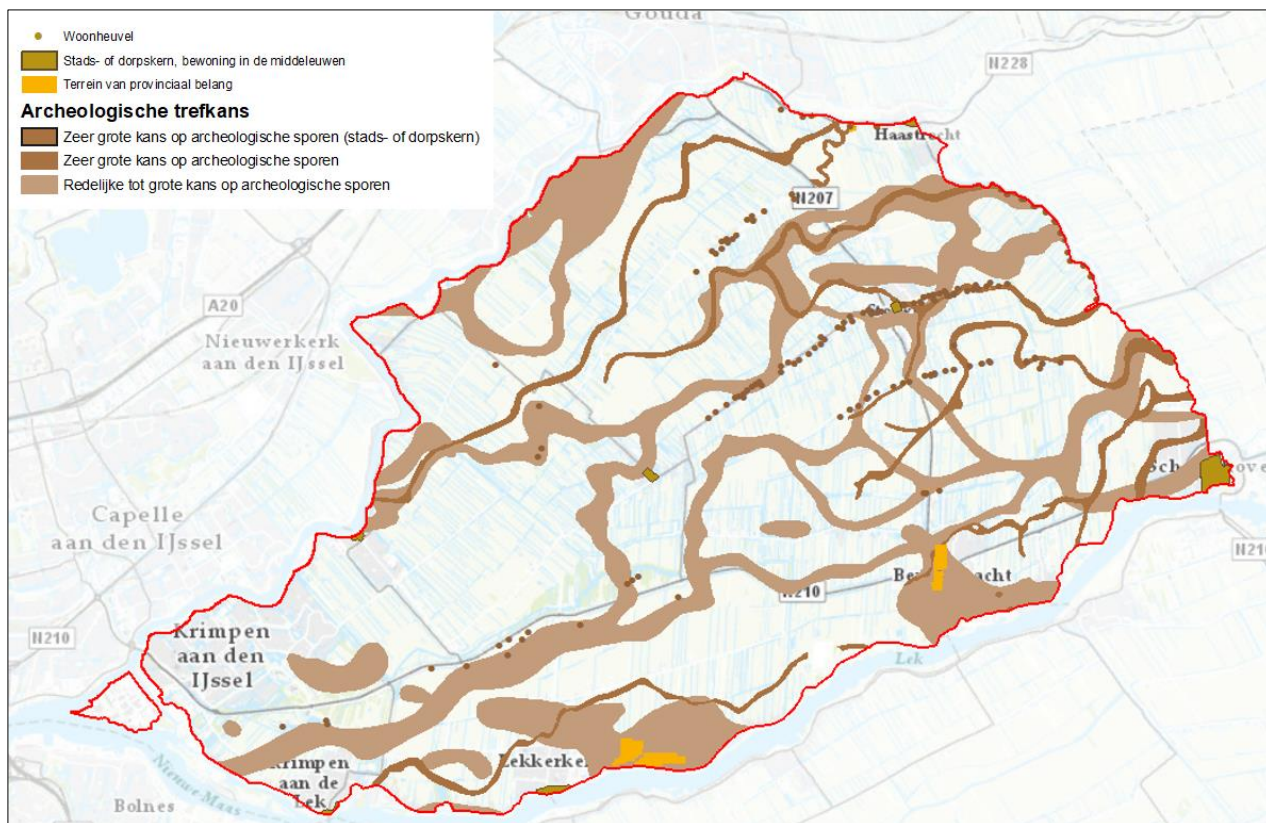 Woonheuvel
Stads- of dorpskern, bewoning in de middeleuwen
Terrein van provinciaal belang
Archeologische trefkans
Zeer grote kans op archeologische sporen (stads- of dorpskern)
Zeer grote kans op archeologische sporen
Redelijke tot grote kans op archeologische sporen
Gouda
N228
Haastrecht
N207
A20
Nieuwerkerk
aan den IJssel
Capelle
aan den IJssel
N210
N210
N210
Lek
Krimpen
aan den
IJssel
Krimpen
aan de
Lek
Nieuwe Maas
Bolnes